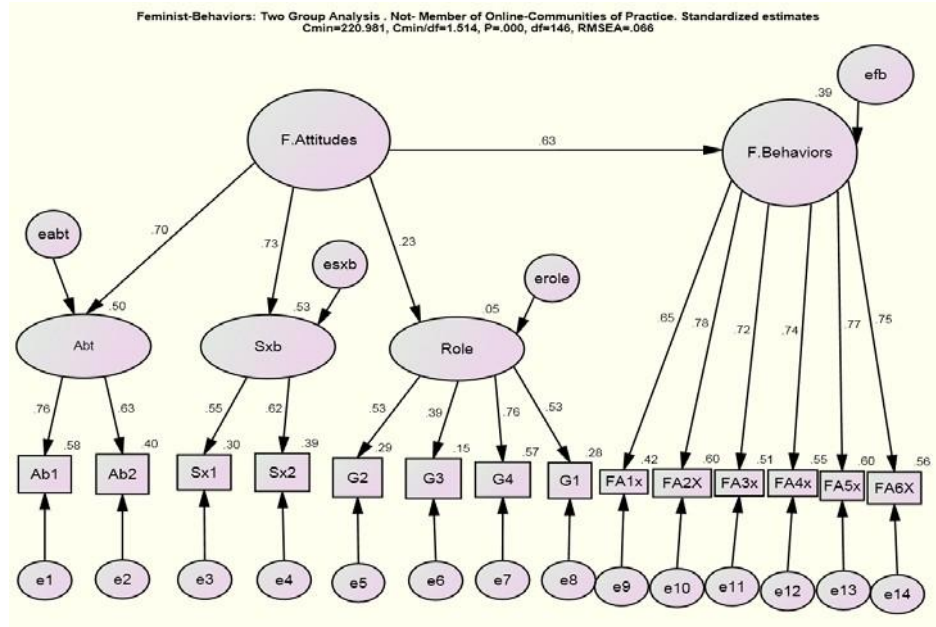 Feminist-Behaviors: Two Group Analysis . Not- Member of Online-Communities of Practice. Standardized estimates
Cmin=220.981, Cmin/df=1.514, P=.000, df=146, RMSEA=.066
efb
.39
F.Attitudes
.63
F.Behaviors
eabt
.70
.73
esxb
.23
erole
.50
.53
.05
Abt
Sxb
Role
65
.78
.72
.74
.77
.75
.76
.63
.55
.62
.53
.39
.76
.53
.58
.40
.30
.39
.29
.15
.57
.28
.42
.60
.51
.55
.60
.56
Ab1
Ab2
Sx1
Sx2
G2
G3
G4
G1
FA1x
FA2X
FA3x
FA4x
FA5x
FA6X
e1
e2
e3
e4
e5
e6
e7
e8
e9
e10
e11
e12
e13
e14